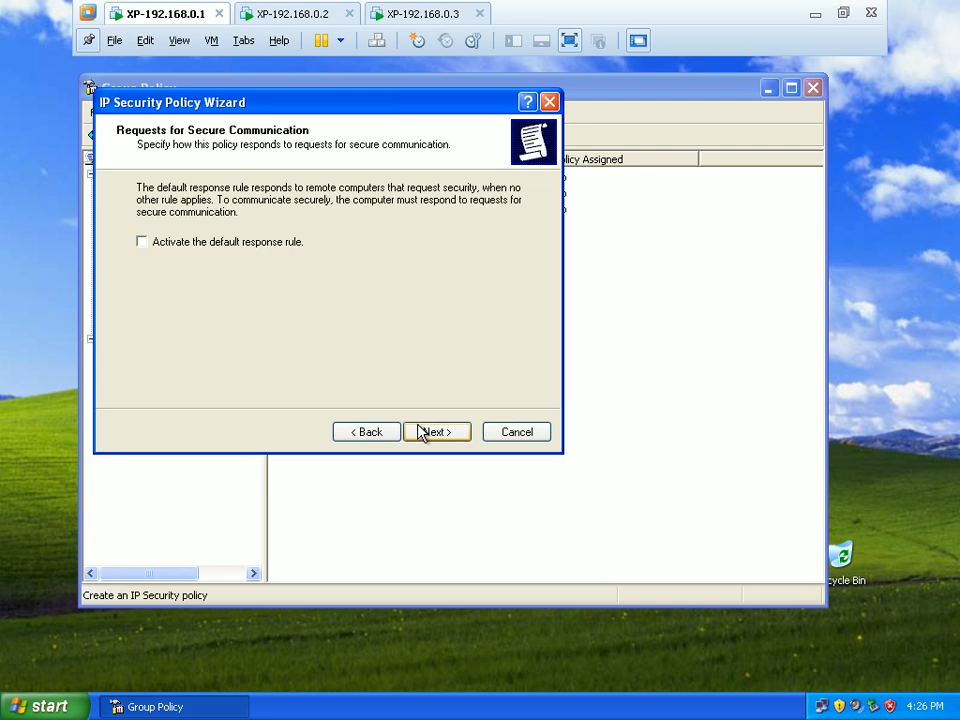 XP-192.168.0.1
XP-192.168.0.2
XP-192.168.0.3
File Edit View VM Tabs Help
Group Policy
IP Security Policy Wizard
Requests for Secure Communication
Specify how this policy responds to requests for secure communication.
olicy Assigned
The default response rule responds to remote computers that request security, when no
other rule applies. To communicate securely, the computer must respond to requests for
secure communication.
Activate the default response rule.
< Back
Next >
Cancel
cycle Bin
Create an IP Security policy
start
Group Policy
4:26 PM